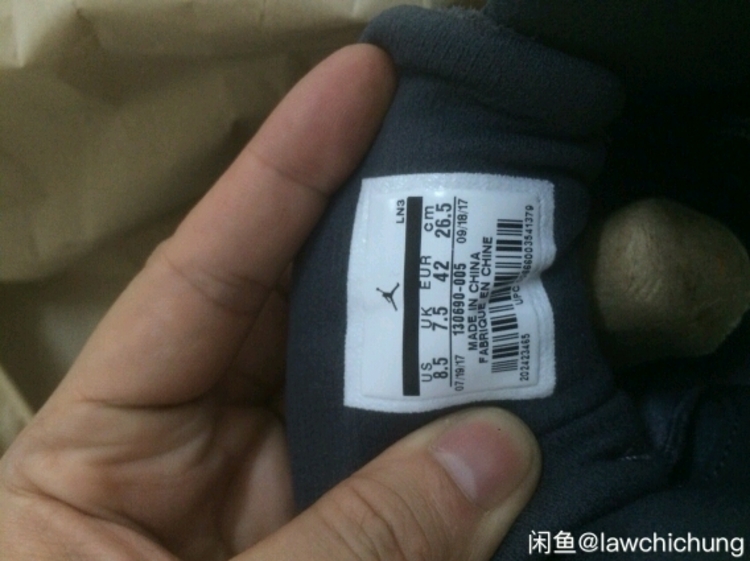 LN3
US UK EUR cm
8.5 7.5 42 26.5
07/19/17 130690-005 09/18/17
MADE IN CHINA
FABRIQUE EN CHINE
UPC
202423465
闲鱼@lawchichung